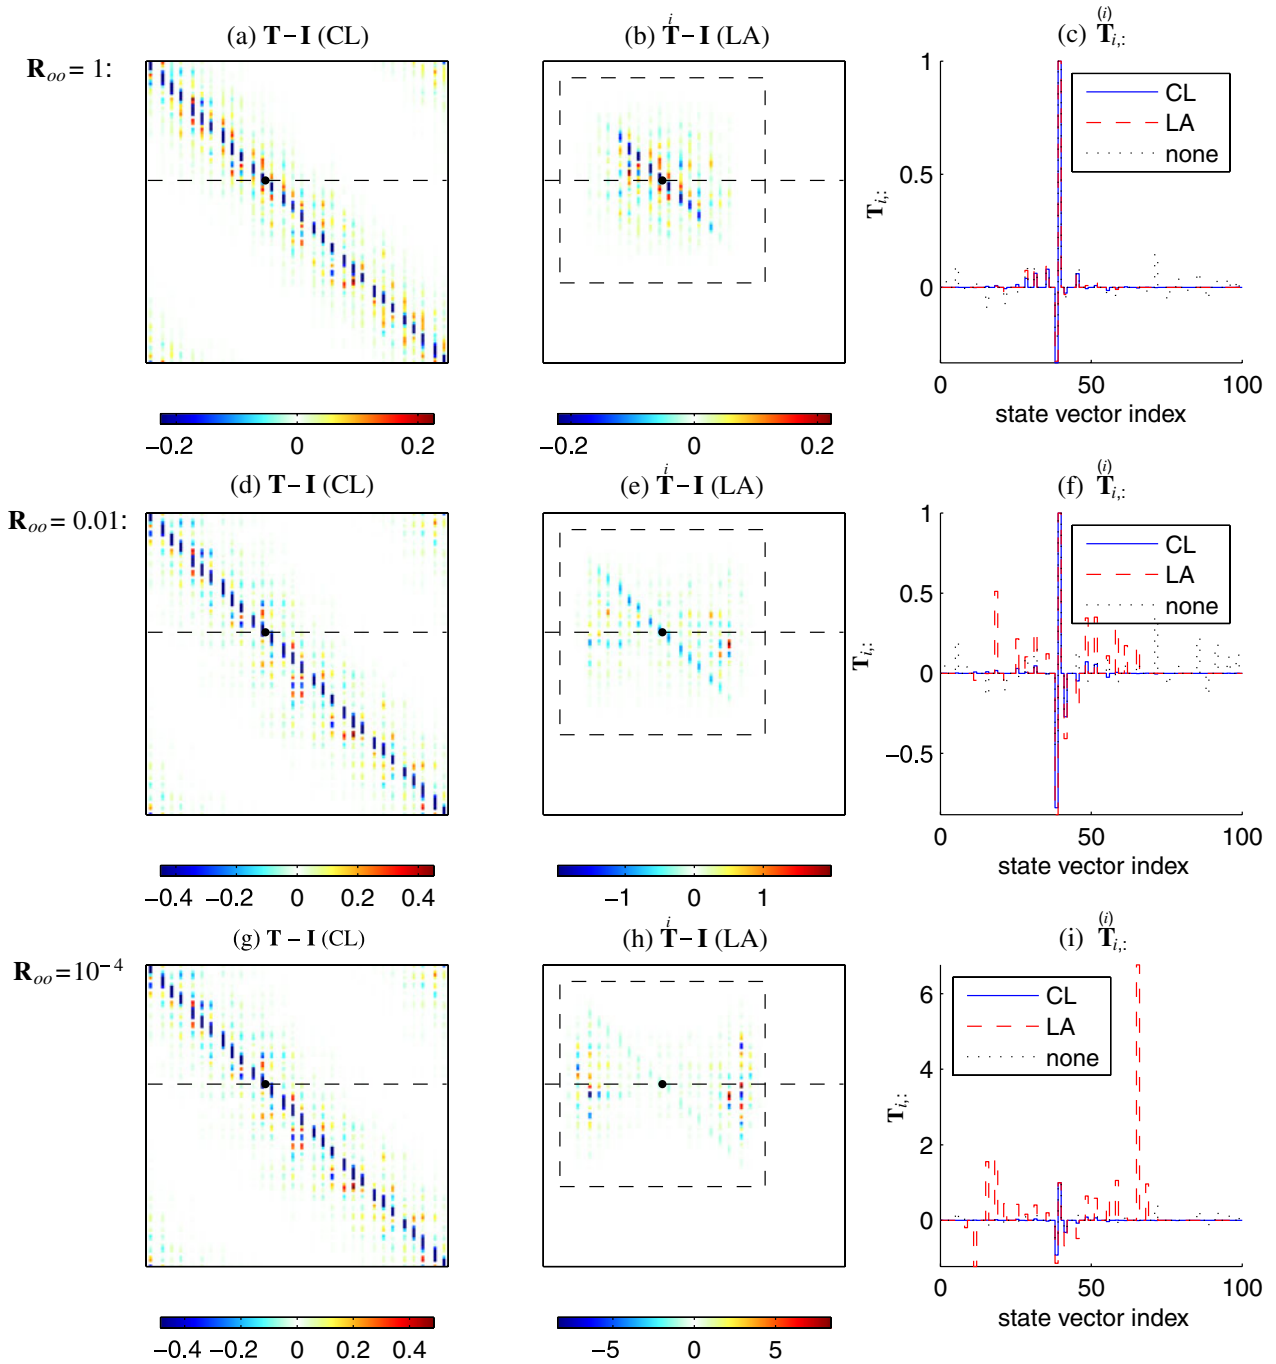 (a) T − I (CL)
(b) T^i − I (LA)
(c) T^(i)_i,:
R_oo = 1:
1
0.5
0
T_i,:
CL
LA
none
0 50 100
state vector index
−0.2 0 0.2
−0.2 0 0.2
(d) T − I (CL)
(e) T^i − I (LA)
(f) T^(i)_i,:
R_oo = 0.01:
1
0.5
0
−0.5
T_i,:
CL
LA
none
0 50 100
state vector index
−0.4 −0.2 0 0.2 0.4
−1 0 1
(g) T − I (CL)
(h) T^i − I (LA)
(i) T^(i)_i,:
R_oo = 10^−4
6
4
2
0
T_i,:
CL
LA
none
0 50 100
state vector index
−0.4 −0.2 0 0.2 0.4
−5 0 5